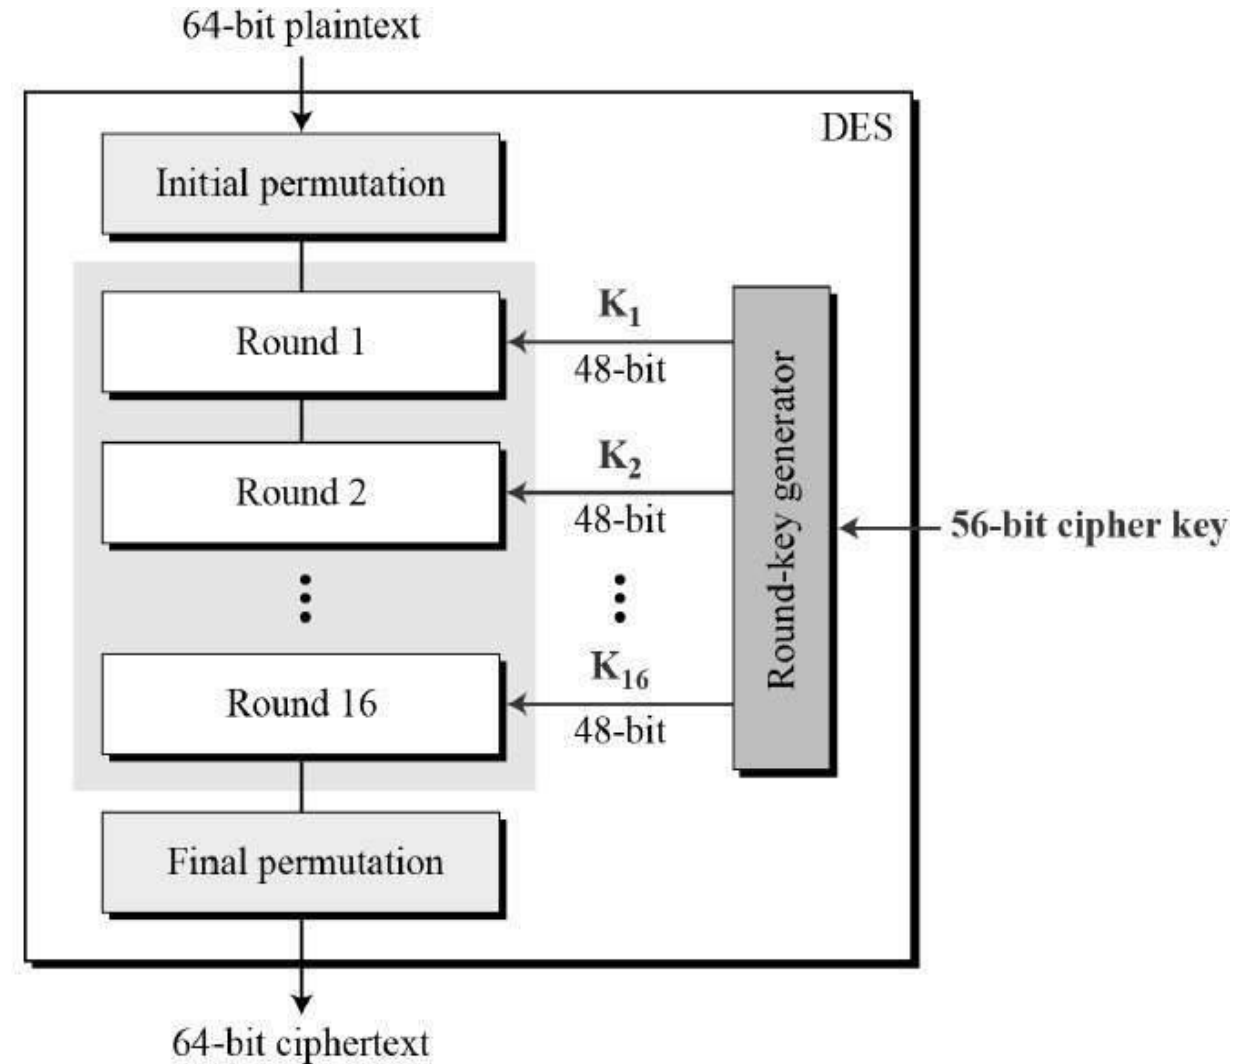 64-bit plaintext
DES
Initial permutation
Round 1
K1
48-bit
Round 2
K2
48-bit
Round-key generator
56-bit cipher key
Round 16
K16
48-bit
Final permutation
64-bit ciphertext